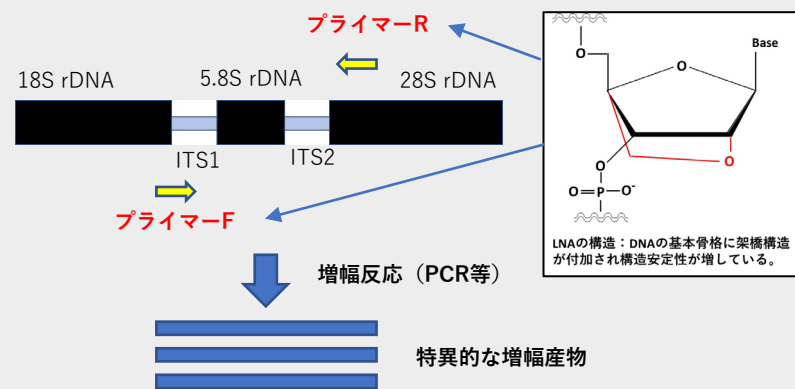 プライマーR
18S rDNA
5.8S rDNA
28S rDNA
ITS1
ITS2
プライマーF
増幅反応（PCR等）
特異的な増幅産物
Base
O
O
O
O
O=P-O-
LNAの構造：DNAの基本骨格に架橋構造
が付加され構造安定性が増している。